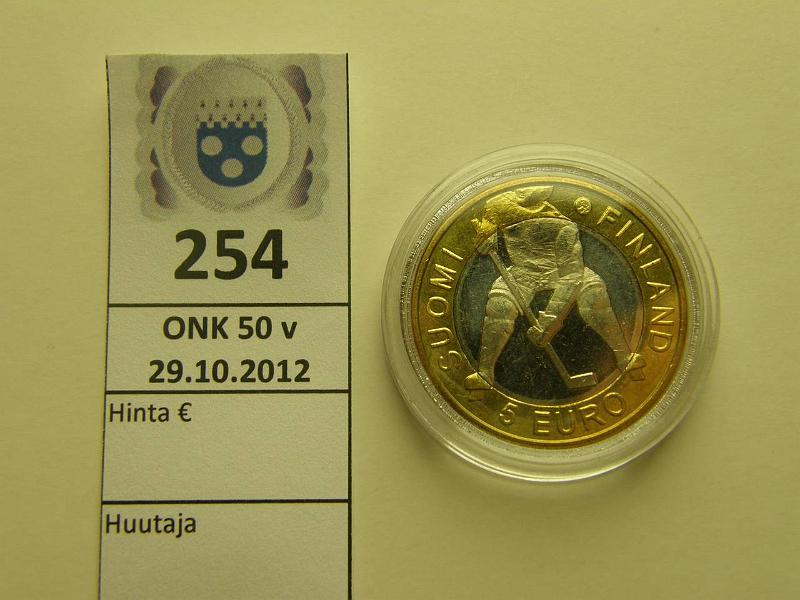 254
ONK 50 v
29.10.2012
Hinta €
Huutaja
SUOMI FINLAND
5 EURO